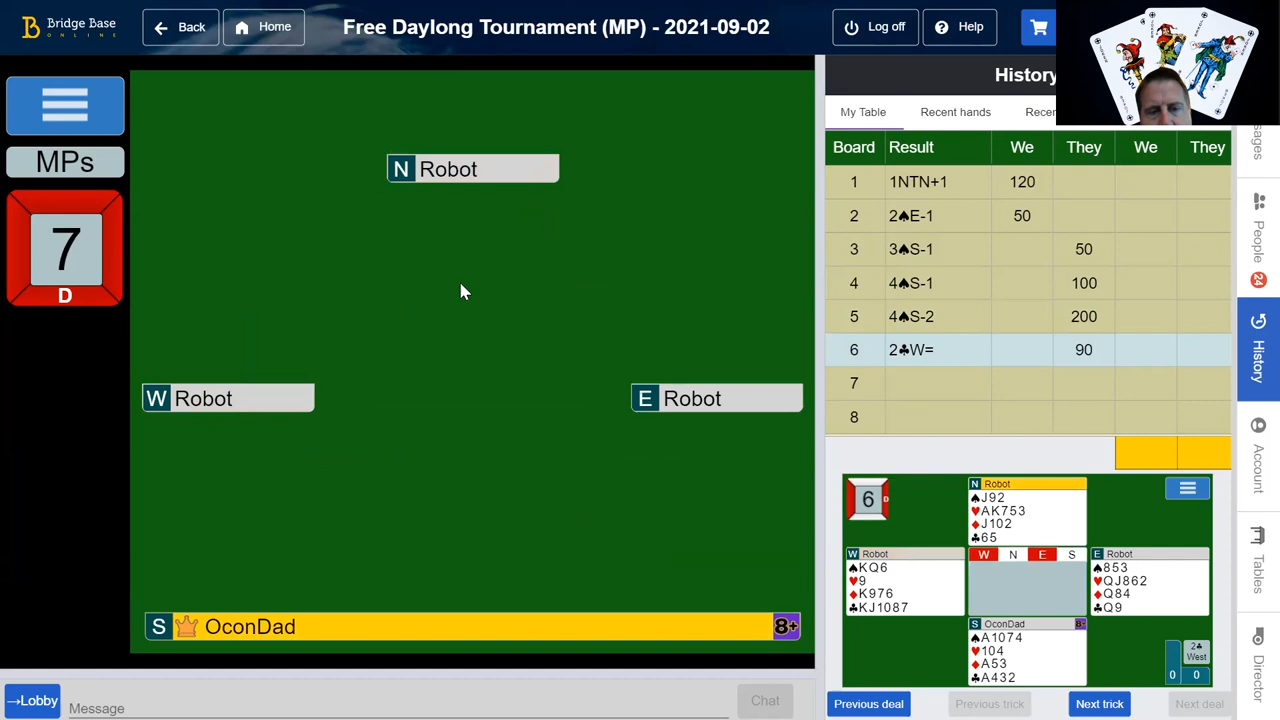 Bridge Base
ONLINE
Back
Home
Free Daylong Tournament (MP) - 2021-09-02
Log off
Help
MPs
7
D
N Robot
W Robot
E Robot
S OconDad 8+
→Lobby
Message
Chat
History
My Table Recent hands Recen
Board Result We They We They
1 1NTN+1 120
2 2♠E-1 50
3 3♠S-1 50
4 4♠S-1 100
5 4♠S-2 200
6 2♣W= 90
7
8
6
D
N Robot
♠J92
♥AK753
♦J102
♣65
W Robot
♠KQ6
♥9
♦K976
♣KJ1087
W N E S
E Robot
♠853
♥QJ862
♦Q84
♣Q9
S OconDad 8+
♠A1074
♥104
♦A53
♣A432
2♣
West
0 0
Previous deal
Previous trick
Next trick
Next deal
sages
People
24
History
Account
Tables
Director